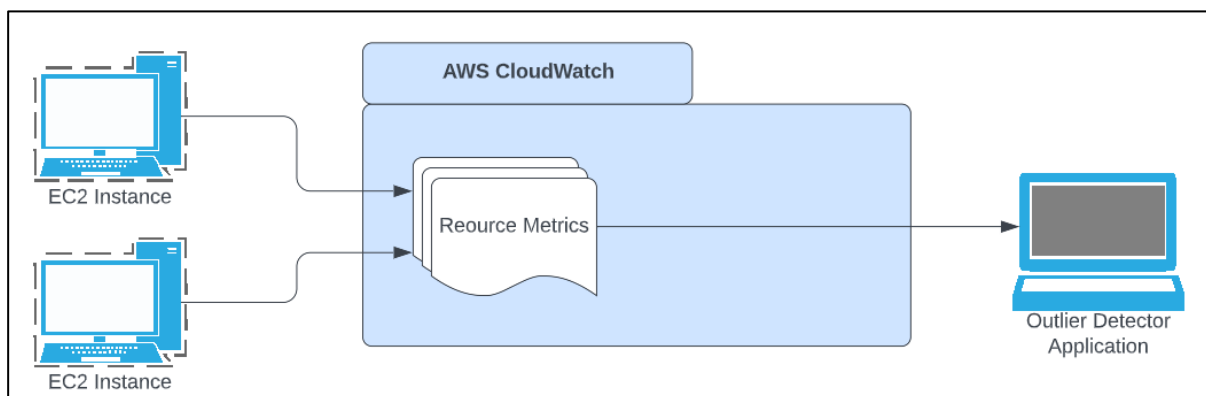 AWS CloudWatch
EC2 Instance
Reource Metrics
EC2 Instance
Outlier Detector
Application